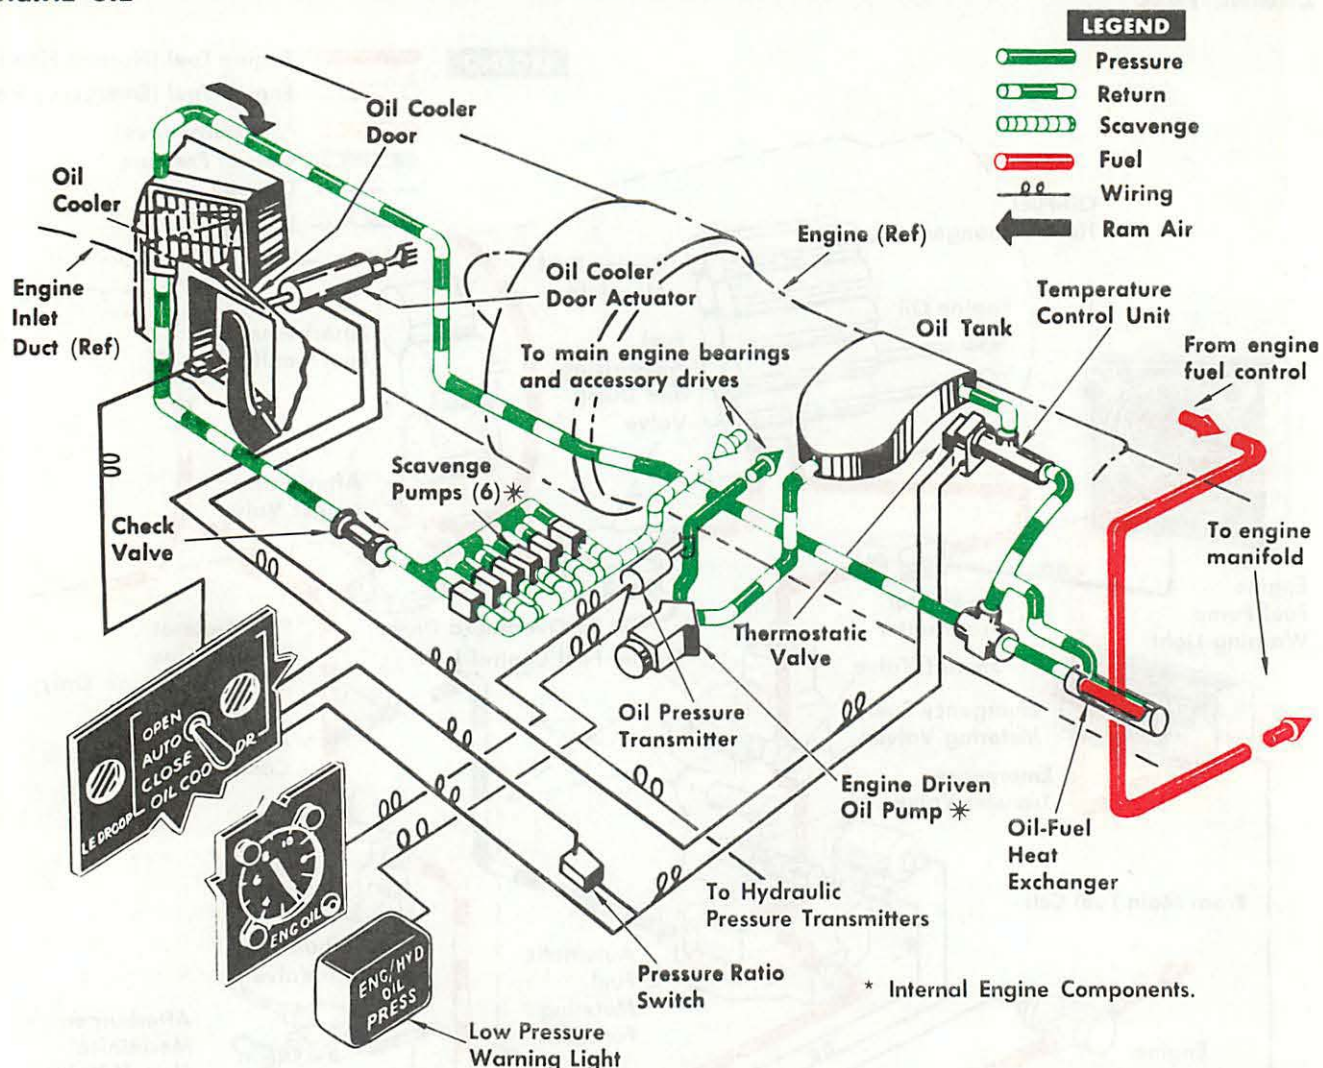 LEGEND
Pressure
Return
Scavenge
Fuel
Wiring
Ram Air
Oil Cooler
Door
Oil
Cooler
Engine
Inlet
Duct (Ref)
Oil Cooler
Door Actuator
Engine (Ref)
Temperature
Control Unit
Oil Tank
From engine
fuel control
To main engine bearings
and accessory drives
Scavenge
Pumps (6) *
Check
Valve
To engine
manifold
Thermostatic
Valve
Oil Pressure
Transmitter
Engine Driven
Oil Pump *
Oil-Fuel
Heat
Exchanger
OPEN
AUTO
CLOSE
OIL COO
DR.
LE DROOP
ENG OIL
ENG/HYD
OIL
PRESS
To Hydraulic
Pressure Transmitters
Pressure Ratio
Switch
Low Pressure
Warning Light
* Internal Engine Components.